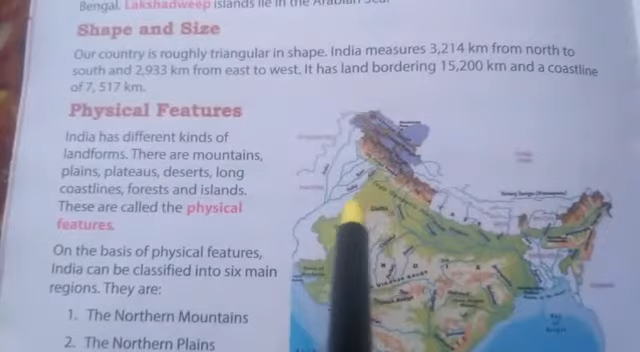 Bengal. Lakshadweep islands lie in the Arabian Sea.
Shape and Size
Our country is roughly triangular in shape. India measures 3,214 km from north to
south and 2,933 km from east to west. It has land bordering 15,200 km and a coastline
of 7, 517 km.
Physical Features
India has different kinds of
landforms. There are mountains,
plains, plateaus, deserts, long
coastlines, forests and islands.
These are called the physical
features.
On the basis of physical features,
India can be classified into six main
regions. They are:
1. The Northern Mountains
2. The Northern Plains
Delhi
Bay
of
Bengal